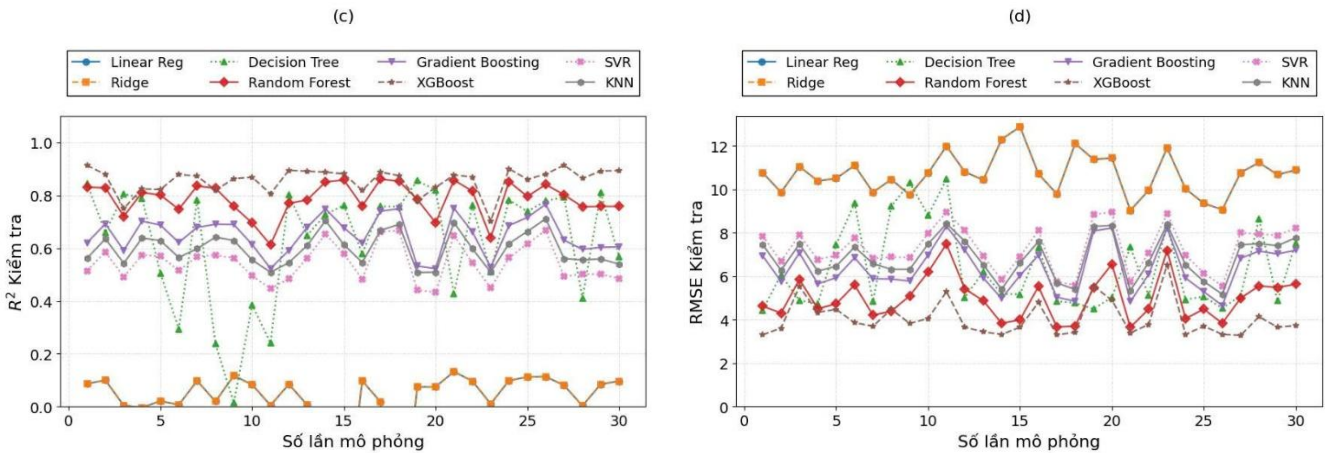 (c)
Linear Reg Decision Tree Gradient Boosting SVR
Ridge Random Forest XGBoost KNN
1.0
0.8
0.6
0.4
0.2
0.0
R² Kiểm tra
0 5 10 15 20 25 30
Số lần mô phỏng
(d)
Linear Reg Decision Tree Gradient Boosting SVR
Ridge Random Forest XGBoost KNN
12
10
8
6
4
2
0
RMSE Kiểm tra
0 5 10 15 20 25 30
Số lần mô phỏng